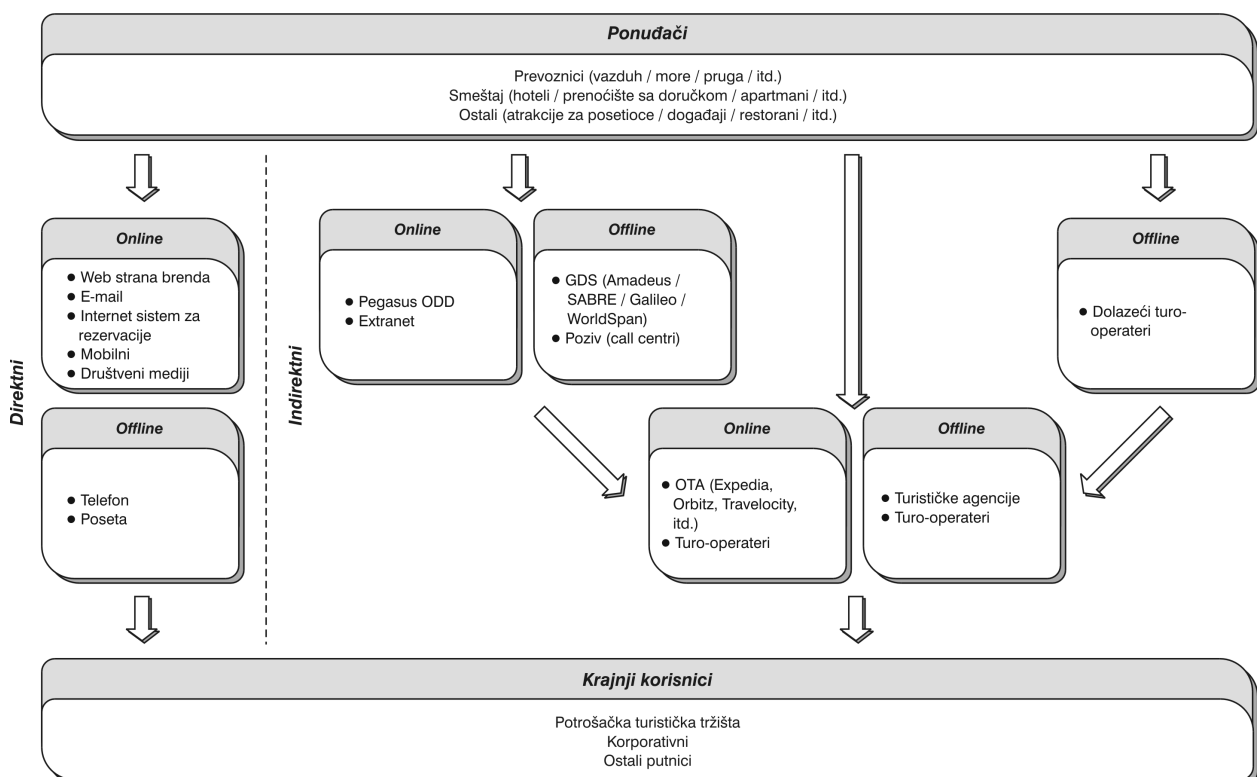 Ponuđači
Prevoznici (vazduh / more / pruga / itd.)
Smeštaj (hoteli / prenoćište sa doručkom / apartmani / itd.)
Ostali (atrakcije za posetioce / događaji / restorani / itd.)
Direktni
Online
● Web strana brenda
● E-mail
● Internet sistem za
rezervacije
● Mobilni
● Društveni mediji
Offline
● Telefon
● Poseta
Indirektni
Online
● Pegasus ODD
● Extranet
Offline
● GDS (Amadeus /
SABRE / Galileo /
WorldSpan)
● Poziv (call centri)
Offline
● Dolazeći turo-
operateri
Online
● OTA (Expedia,
Orbitz, Travelocity,
itd.)
● Turo-operateri
Offline
● Turističke agencije
● Turo-operateri
Krajnji korisnici
Potrošačka turistička tržišta
Korporativni
Ostali putnici